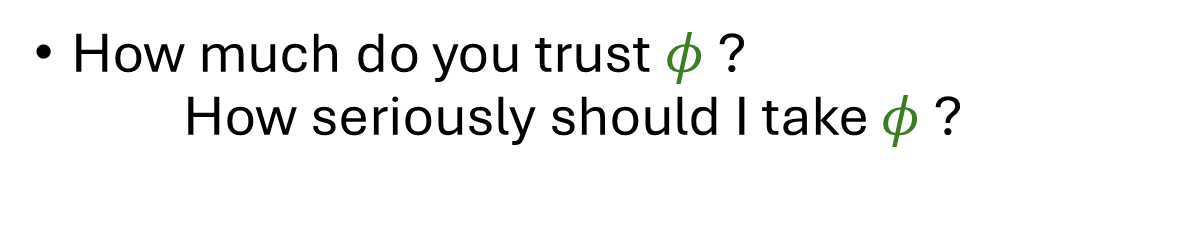 • How much do you trust ϕ ?
How seriously should I take ϕ ?